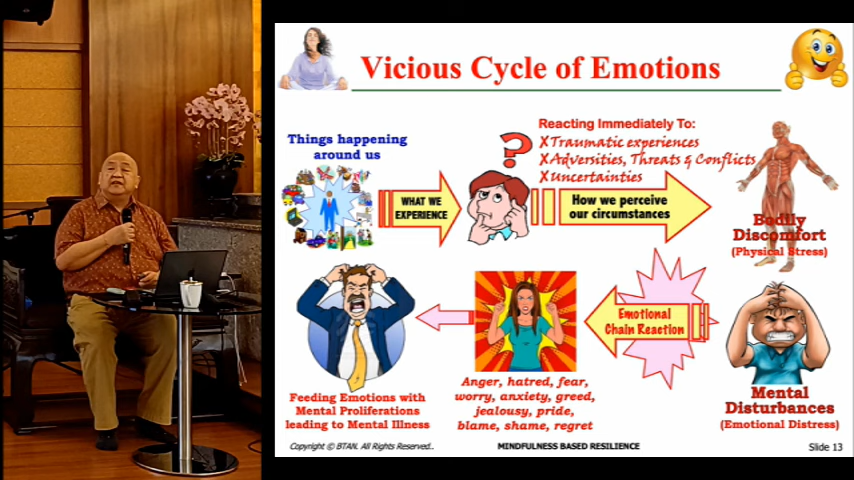 Vicious Cycle of Emotions
Things happening
around us
WHAT WE
EXPERIENCE
?
Reacting Immediately To:
X Traumatic experiences
X Adversities, Threats & Conflicts
X Uncertainties
How we perceive
our circumstances
Bodily
Discomfort
(Physical Stress)
Emotional
Chain Reaction
Mental
Disturbances
(Emotional Distress)
Anger, hatred, fear,
worry, anxiety, greed,
jealousy, pride,
blame, shame, regret
Feeding Emotions with
Mental Proliferations
leading to Mental Illness
Copyright © BTAN. All Rights Reserved..
MINDFULNESS BASED RESILIENCE
Slide 13